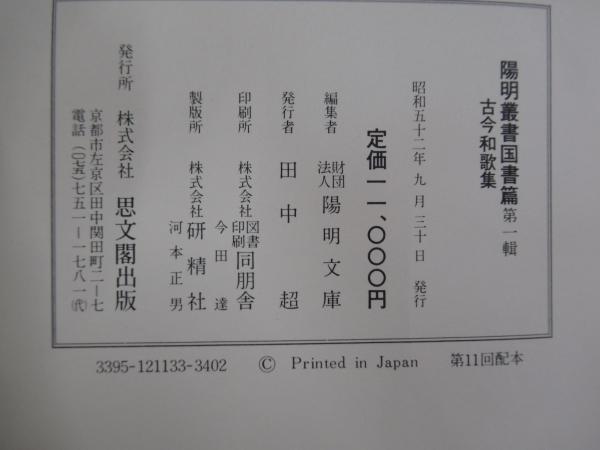 陽明叢書国書篇 第一輯
古今和歌集
昭和五十二年九月三十日 発行
定価一一、〇〇〇円
編集者 財団法人 陽明文庫
発行者 田中 超
印刷所 株式会社図書印刷同朋舎
今田 達
製版所 株式会社研精社
河本正男
発行所 株式会社 思文閣出版
京都市左京区田中関田町二―七
電話(〇七五)七五一―一七八一(代)
3395-121133-3402 © Printed in Japan 第11回配本